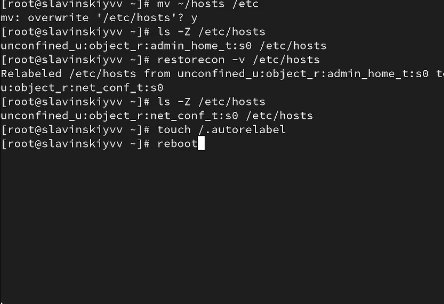 [root@slavinskiyvv ~]# mv ~/hosts /etc
mv: overwrite '/etc/hosts'? y
[root@slavinskiyvv ~]# ls -Z /etc/hosts
unconfined_u:object_r:admin_home_t:s0 /etc/hosts
[root@slavinskiyvv ~]# restorecon -v /etc/hosts
Relabeled /etc/hosts from unconfined_u:object_r:admin_home_t:s0 to
u:object_r:net_conf_t:s0
[root@slavinskiyvv ~]# ls -Z /etc/hosts
unconfined_u:object_r:net_conf_t:s0 /etc/hosts
[root@slavinskiyvv ~]# touch /.autorelabel
[root@slavinskiyvv ~]# reboot